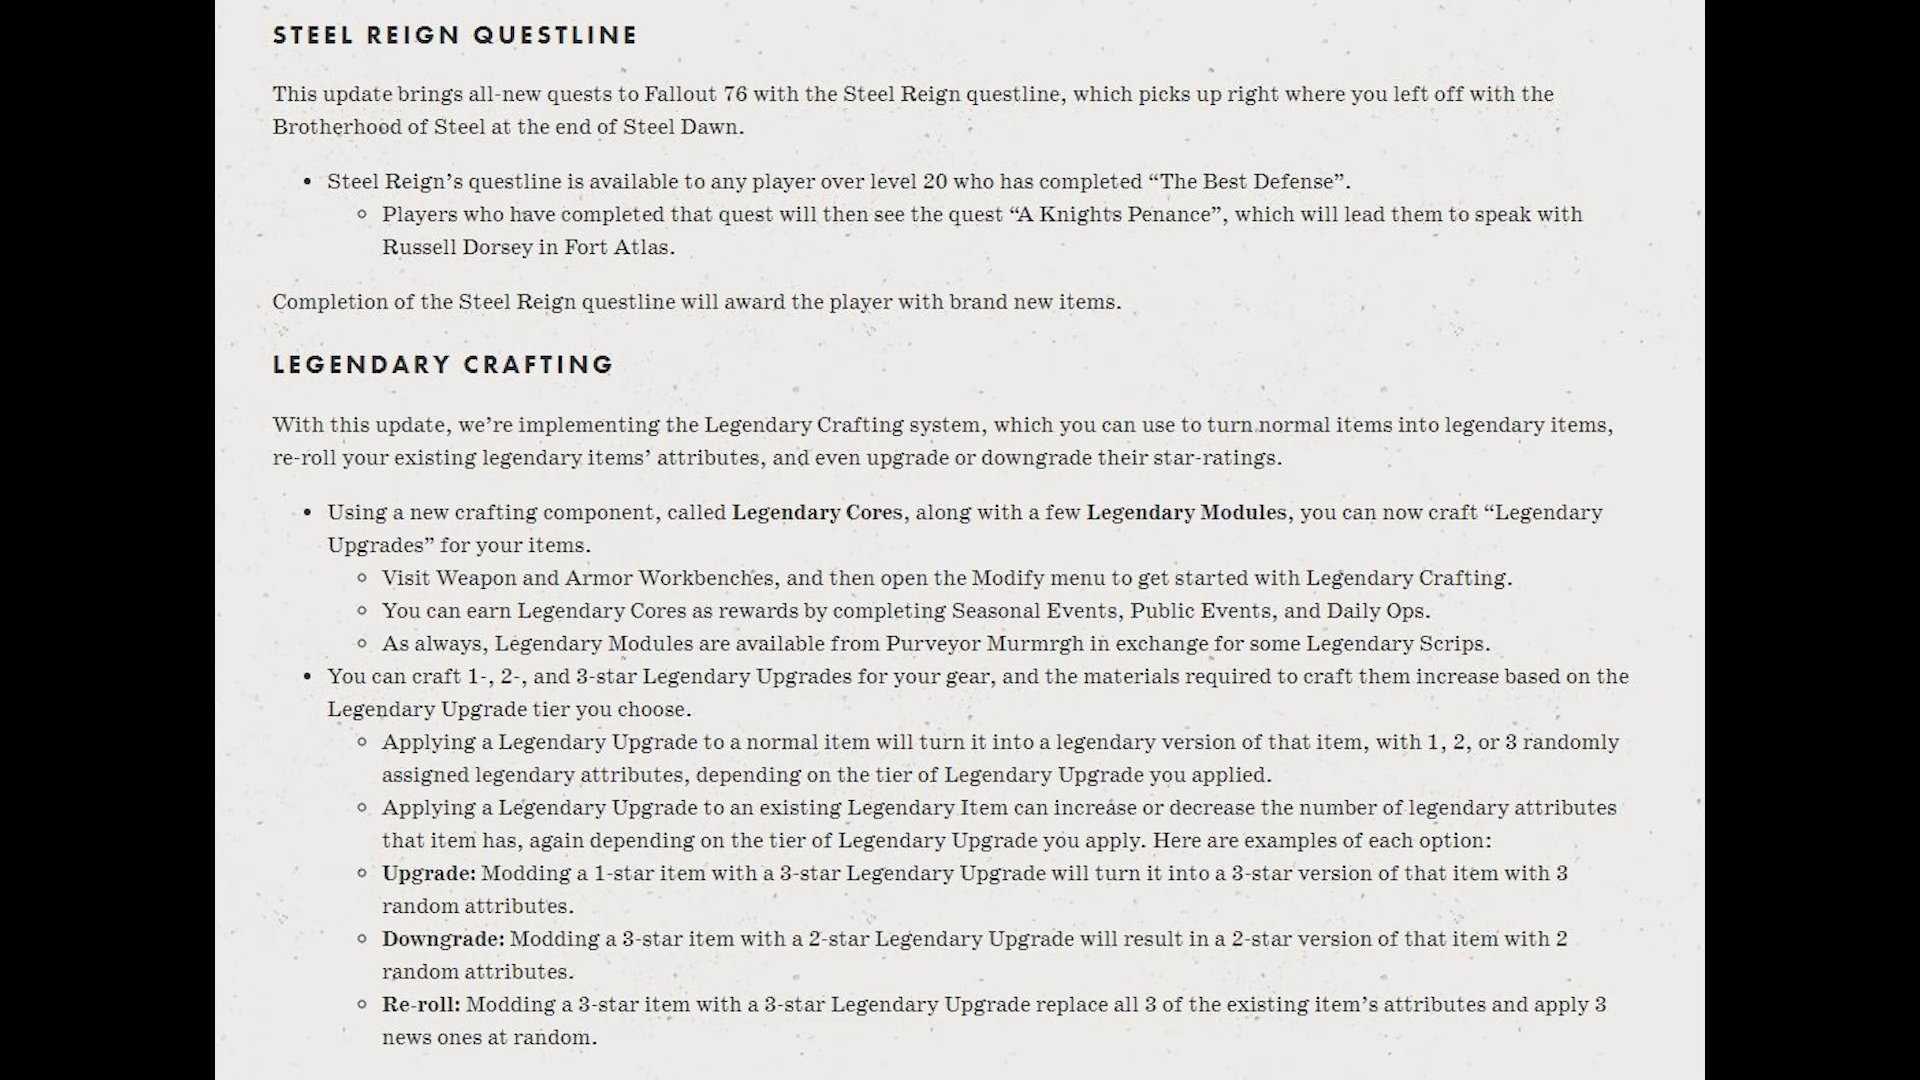 STEEL REIGN QUESTLINE
This update brings all-new quests to Fallout 76 with the Steel Reign questline, which picks up right where you left off with the
Brotherhood of Steel at the end of Steel Dawn.
• Steel Reign’s questline is available to any player over level 20 who has completed “The Best Defense”.
◦ Players who have completed that quest will then see the quest “A Knights Penance”, which will lead them to speak with
Russell Dorsey in Fort Atlas.
Completion of the Steel Reign questline will award the player with brand new items.
LEGENDARY CRAFTING
With this update, we’re implementing the Legendary Crafting system, which you can use to turn normal items into legendary items,
re-roll your existing legendary items’ attributes, and even upgrade or downgrade their star-ratings.
• Using a new crafting component, called Legendary Cores, along with a few Legendary Modules, you can now craft “Legendary
Upgrades” for your items.
◦ Visit Weapon and Armor Workbenches, and then open the Modify menu to get started with Legendary Crafting.
◦ You can earn Legendary Cores as rewards by completing Seasonal Events, Public Events, and Daily Ops.
◦ As always, Legendary Modules are available from Purveyor Murmrgh in exchange for some Legendary Scrips.
• You can craft 1-, 2-, and 3-star Legendary Upgrades for your gear, and the materials required to craft them increase based on the
Legendary Upgrade tier you choose.
◦ Applying a Legendary Upgrade to a normal item will turn it into a legendary version of that item, with 1, 2, or 3 randomly
assigned legendary attributes, depending on the tier of Legendary Upgrade you applied.
◦ Applying a Legendary Upgrade to an existing Legendary Item can increase or decrease the number of legendary attributes
that item has, again depending on the tier of Legendary Upgrade you apply. Here are examples of each option:
◦ Upgrade: Modding a 1-star item with a 3-star Legendary Upgrade will turn it into a 3-star version of that item with 3
random attributes.
◦ Downgrade: Modding a 3-star item with a 2-star Legendary Upgrade will result in a 2-star version of that item with 2
random attributes.
◦ Re-roll: Modding a 3-star item with a 3-star Legendary Upgrade replace all 3 of the existing item’s attributes and apply 3
news ones at random.